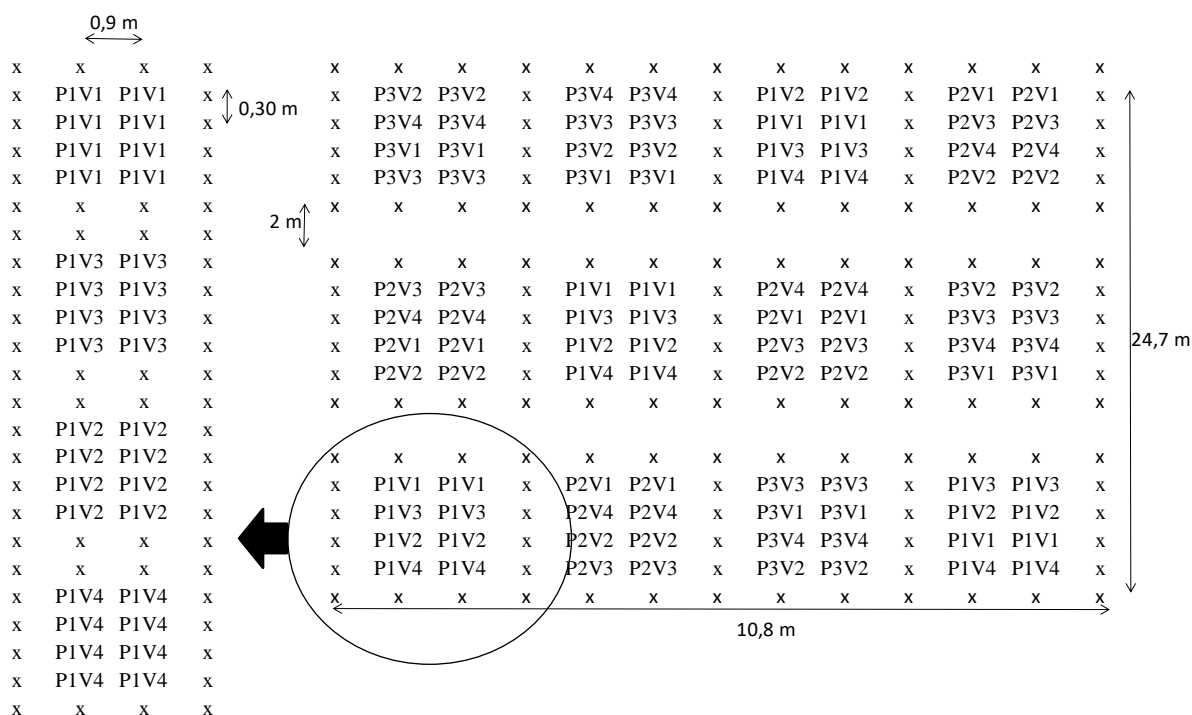 0,9 m
x x x x
x P1V1 P1V1 x
x P1V1 P1V1 x
x P1V1 P1V1 x
x P1V1 P1V1 x
x x x x
x x x x
x P1V3 P1V3 x
x P1V3 P1V3 x
x P1V3 P1V3 x
x P1V3 P1V3 x
x x x x
x x x x
x P1V2 P1V2 x
x P1V2 P1V2 x
x P1V2 P1V2 x
x P1V2 P1V2 x
x x x x
x x x x
x P1V4 P1V4 x
x P1V4 P1V4 x
x P1V4 P1V4 x
x P1V4 P1V4 x
x x x x
0,30 m
2 m
x x x x x x x x x x x x x
x P3V2 P3V2 x P3V4 P3V4 x P1V2 P1V2 x P2V1 P2V1 x
x P3V4 P3V4 x P3V3 P3V3 x P1V1 P1V1 x P2V3 P2V3 x
x P3V1 P3V1 x P3V2 P3V2 x P1V3 P1V3 x P2V4 P2V4 x
x P3V3 P3V3 x P3V1 P3V1 x P1V4 P1V4 x P2V2 P2V2 x
x x x x x x x x x x x x x
x x x x x x x x x x x x x
x P2V3 P2V3 x P1V1 P1V1 x P2V4 P2V4 x P3V2 P3V2 x
x P2V4 P2V4 x P1V3 P1V3 x P2V1 P2V1 x P3V3 P3V3 x
x P2V1 P2V1 x P1V2 P1V2 x P2V3 P2V3 x P3V4 P3V4 x
x P2V2 P2V2 x P1V4 P1V4 x P2V2 P2V2 x P3V1 P3V1 x
x x x x x x x x x x x x x
x x x x x x x x x x x x x
x P1V1 P1V1 x P2V1 P2V1 x P3V3 P3V3 x P1V3 P1V3 x
x P1V3 P1V3 x P2V4 P2V4 x P3V1 P3V1 x P1V2 P1V2 x
x P1V2 P1V2 x P2V2 P2V2 x P3V4 P3V4 x P1V1 P1V1 x
x P1V4 P1V4 x P2V3 P2V3 x P3V2 P3V2 x P1V4 P1V4 x
x x x x x x x x x x x x x
24,7 m
10,8 m